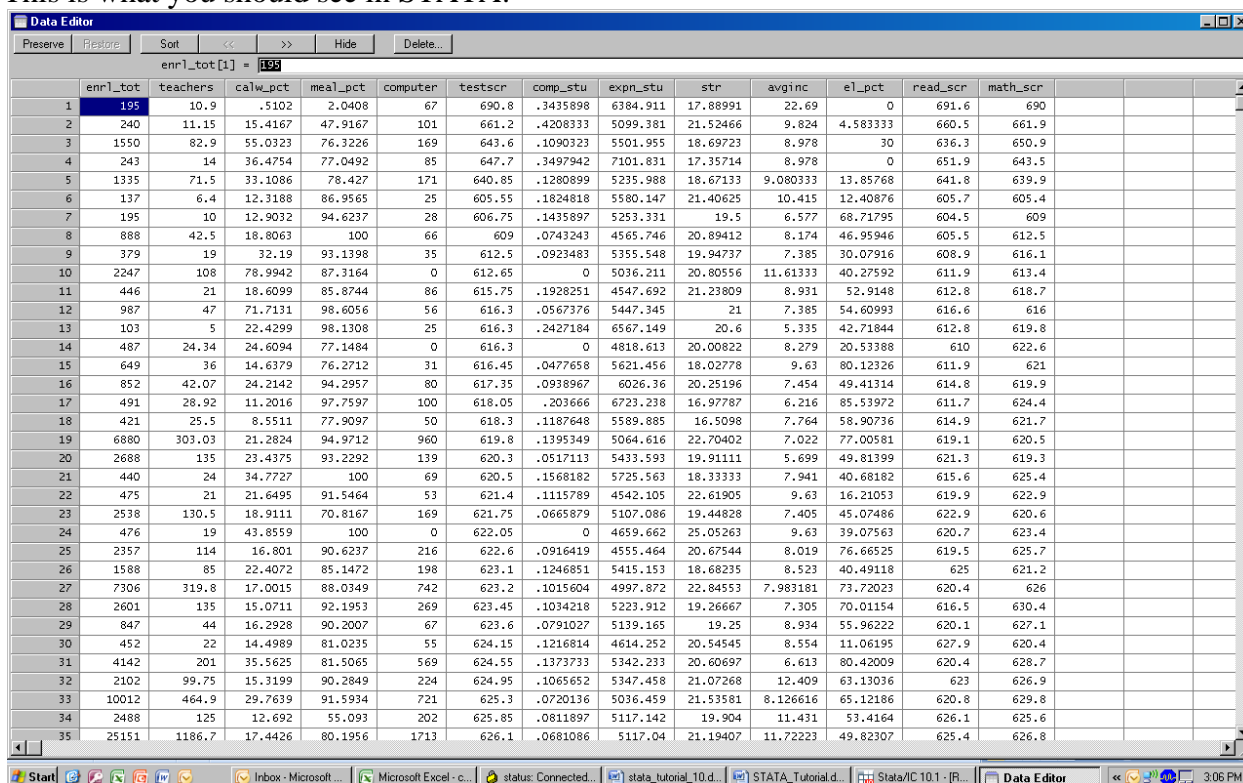 This is what you should see in STATA.
Data Editor
Preserve Restore Sort << >> Hide Delete...
enrl_tot[1] = 195
enrl_tot teachers calw_pct meal_pct computer testscr comp_stu expn_stu str avginc el_pct read_scr math_scr
1 195 10.9 .5102 2.0408 67 690.8 .3435898 6384.911 17.88991 22.69 0 691.6 690
2 240 11.15 15.4167 47.9167 101 661.2 .4208333 5099.381 21.52466 9.824 4.583333 660.5 661.9
3 1550 82.9 55.0323 76.3226 169 643.6 .1090323 5501.955 18.69723 8.978 30 636.3 650.9
4 243 14 36.4754 77.0492 85 647.7 .3497942 7101.831 17.35714 8.978 0 651.9 643.5
5 1335 71.5 33.1086 78.427 171 640.85 .1280899 5235.988 18.67133 9.080333 13.85768 641.8 639.9
6 137 6.4 12.3188 86.9565 25 605.55 .1824818 5580.147 21.40625 10.415 12.40876 605.7 605.4
7 195 10 12.9032 94.6237 28 606.75 .1435897 5253.331 19.5 6.577 68.71795 604.5 609
8 888 42.5 18.8063 100 66 609 .0743243 4565.746 20.89412 8.174 46.95946 605.5 612.5
9 379 19 32.19 93.1398 35 612.5 .0923483 5355.548 19.94737 7.385 30.07916 608.9 616.1
10 2247 108 78.9942 87.3164 0 612.65 0 5036.211 20.80556 11.61333 40.27592 611.9 613.4
11 446 21 18.6099 85.8744 86 615.75 .1928251 4547.692 21.23809 8.931 52.9148 612.8 618.7
12 987 47 71.7131 98.6056 56 616.3 .0567376 5447.345 21 7.385 54.60993 616.6 616
13 103 5 22.4299 98.1308 25 616.3 .2427184 6567.149 20.6 5.335 42.71844 612.8 619.8
14 487 24.34 24.6094 77.1484 0 616.3 0 4818.613 20.00822 8.279 20.53388 610 622.6
15 649 36 14.6379 76.2712 31 616.45 .0477658 5621.456 18.02778 9.63 80.12326 611.9 621
16 852 42.07 24.2142 94.2957 80 617.35 .0938967 6026.36 20.25196 7.454 49.41314 614.8 619.9
17 491 28.92 11.2016 97.7597 100 618.05 .203666 6723.238 16.97787 6.216 85.53972 611.7 624.4
18 421 25.5 8.5511 77.9097 50 618.3 .1187648 5589.885 16.5098 7.764 58.90736 614.9 621.7
19 6880 303.03 21.2824 94.9712 960 619.8 .1395349 5064.616 22.70402 7.022 77.00581 619.1 620.5
20 2688 135 23.4375 93.2292 139 620.3 .0517113 5433.593 19.91111 5.699 49.81399 621.3 619.3
21 440 24 34.7727 100 69 620.5 .1568182 5725.563 18.33333 7.941 40.68182 615.6 625.4
22 475 21 21.6495 91.5464 53 621.4 .1115789 4542.105 22.61905 9.63 16.21053 619.9 622.9
23 2538 130.5 18.9111 70.8167 169 621.75 .0665879 5107.086 19.44828 7.405 45.07486 622.9 620.6
24 476 19 43.8559 100 0 622.05 0 4659.662 25.05263 9.63 39.07563 620.7 623.4
25 2357 114 16.801 90.6237 216 622.6 .0916419 4555.464 20.67544 8.019 76.66525 619.5 625.7
26 1588 85 22.4072 85.1472 198 623.1 .1246851 5415.153 18.68235 8.523 40.49118 625 621.2
27 7306 319.8 17.0015 88.0349 742 623.2 .1015604 4997.872 22.84553 7.983181 73.72023 620.4 626
28 2601 135 15.0711 92.1953 269 623.45 .1034218 5223.912 19.26667 7.305 70.01154 616.5 630.4
29 847 44 16.2928 90.2007 67 623.6 .0791027 5139.165 19.25 8.934 55.96222 620.1 627.1
30 452 22 14.4989 81.0235 55 624.15 .1216814 4614.252 20.54545 8.554 11.06195 627.9 620.4
31 4142 201 35.5625 81.5065 569 624.55 .1373733 5342.233 20.60697 6.613 80.42009 620.4 628.7
32 2102 99.75 15.3199 90.2849 224 624.95 .1065652 5347.458 21.07268 12.409 63.13036 623 626.9
33 10012 464.9 29.7639 91.5934 721 625.3 .0720136 5036.459 21.53581 8.126616 65.12186 620.8 629.8
34 2488 125 12.692 55.093 202 625.85 .0811897 5117.142 19.904 11.431 53.4164 626.1 625.6
35 25151 1186.7 17.4426 80.1956 1713 626.1 .0681086 5117.04 21.19407 11.72223 49.82307 625.4 626.8
Start Inbox - Microsoft ... Microsoft Excel - c... status: Connected... stata_tutorial_10.d... STATA_Tutorial.d... Stata/IC 10.1 - [R... Data Editor « 3:06 PM